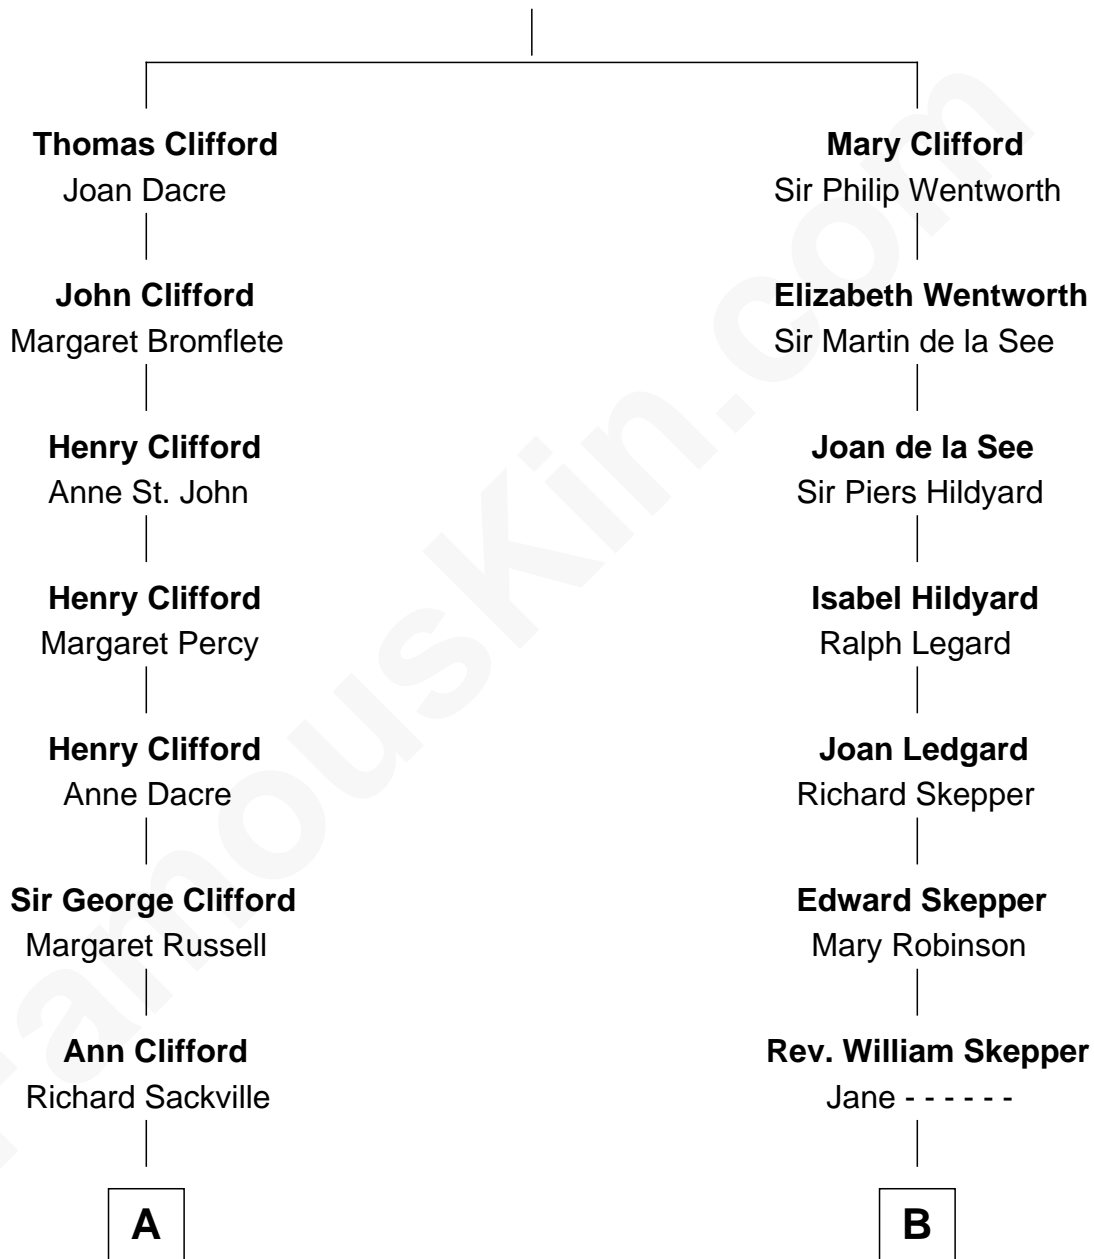 Thomas Clifford
Joan Dacre
John Clifford
Margaret Bromflete
Henry Clifford
Anne St. John
Henry Clifford
Margaret Percy
Henry Clifford
Anne Dacre
Sir George Clifford
Margaret Russell
Ann Clifford
Richard Sackville
A
Mary Clifford
Sir Philip Wentworth
Elizabeth Wentworth
Sir Martin de la See
Joan de la See
Sir Piers Hildyard
Isabel Hildyard
Ralph Legard
Joan Ledgard
Richard Skepper
Edward Skepper
Mary Robinson
Rev. William Skepper
Jane - - - - - -
B
FamousKin.com